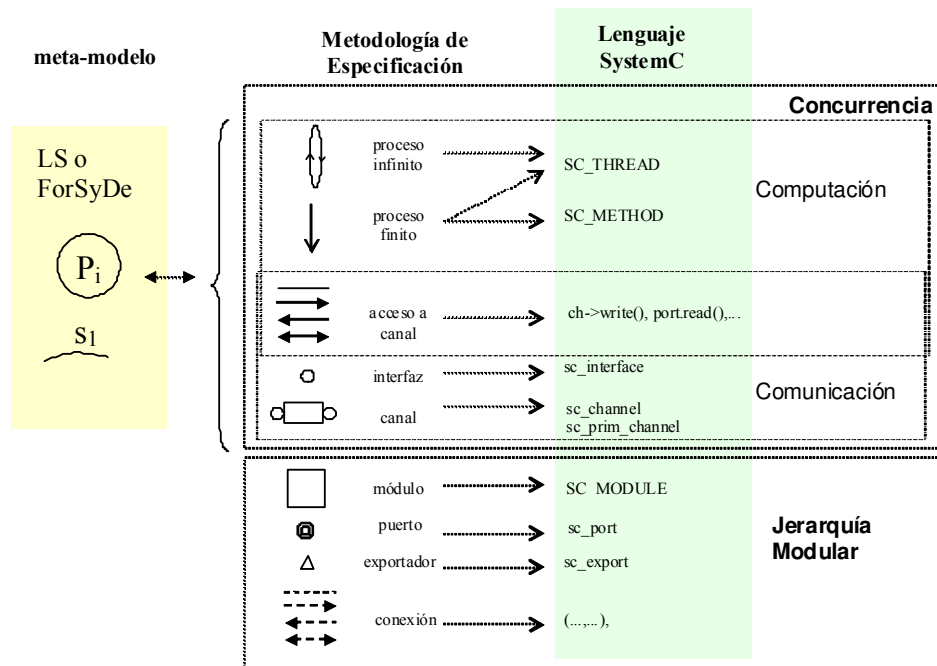 meta-modelo
Metodología de
Especificación
Lenguaje
SystemC
Concurrencia
LS o
ForSyDe
Pi
s1
proceso
infinito
SC_THREAD
Computación
proceso
finito
SC_METHOD
acceso a
canal
ch->write(), port.read(),...
interfaz
sc_interface
Comunicación
canal
sc_channel
sc_prim_channel
módulo
SC_MODULE
puerto
sc_port
Jerarquía
Modular
exportador
sc_export
conexión
(...,...),